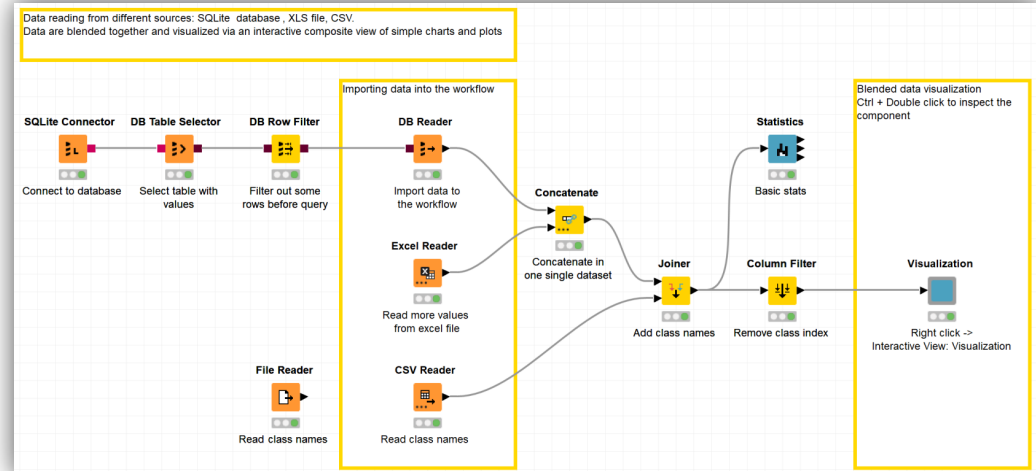 Data reading from different sources: SQLite database , XLS file, CSV.
Data are blended together and visualized via an interactive composite view of simple charts and plots
Importing data into the workflow
Blended data visualization
Ctrl + Double click to inspect the
component
SQLite Connector
Connect to database
DB Table Selector
Select table with
values
DB Row Filter
Filter out some
rows before query
DB Reader
Import data to
the workflow
Statistics
Basic stats
Concatenate
Concatenate in
one single dataset
Excel Reader
Read more values
from excel file
Joiner
Add class names
Column Filter
Remove class index
Visualization
Right click ->
Interactive View: Visualization
File Reader
Read class names
CSV Reader
Read class names